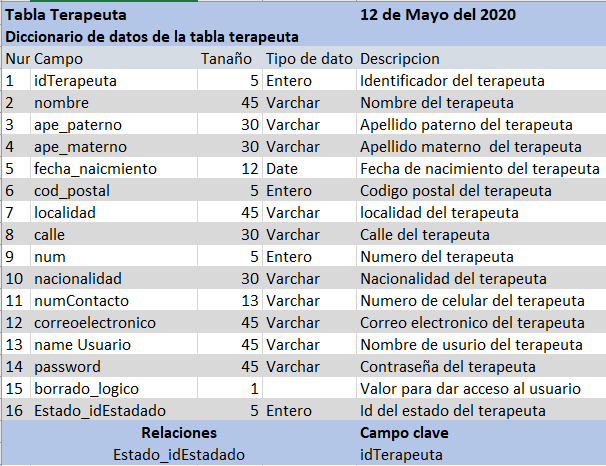 Tabla Terapeuta 12 de Mayo del 2020
Diccionario de datos de la tabla terapeuta
Nur Campo Tanaño Tipo de dato Descripcion
1 idTerapeuta 5 Entero Identificador del terapeuta
2 nombre 45 Varchar Nombre del terapeuta
3 ape_paterno 30 Varchar Apellido paterno del terapeuta
4 ape_materno 30 Varchar Apellido materno del terapeuta
5 fecha_naicmiento 12 Date Fecha de nacimiento del terapeuta
6 cod_postal 5 Entero Codigo postal del terapeuta
7 localidad 45 Varchar localidad del terapeuta
8 calle 30 Varchar Calle del terapeuta
9 num 5 Entero Numero del terapeuta
10 nacionalidad 30 Varchar Nacionalidad del terapeuta
11 numContacto 13 Varchar Numero de celular del terapeuta
12 correoelectronico 45 Varchar Correo electronico del terapeuta
13 name Usuario 45 Varchar Nombre de usurio del terapeuta
14 password 45 Varchar Contraseña del terapeuta
15 borrado_logico 1 Valor para dar acceso al usuario
16 Estado_idEstadado 5 Entero Id del estado del terapeuta
Relaciones Campo clave
Estado_idEstadado idTerapeuta